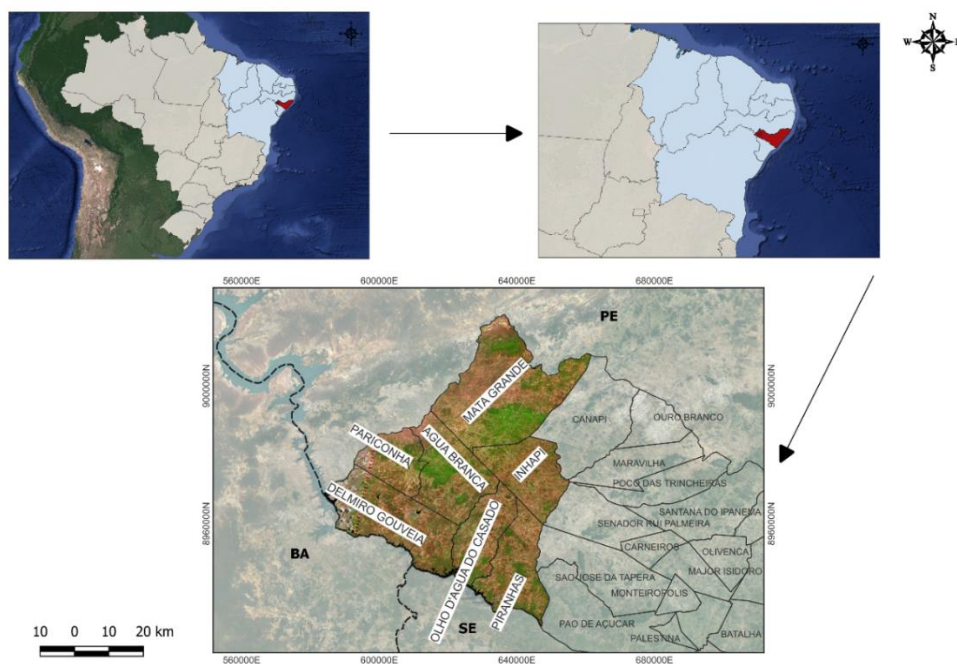 N
W
E
S
560000E
600000E
640000E
680000E
PE
9000000N
9000000N
MATA GRANDE
CANAPI
OURO BRANCO
PARICONHA
AGUA BRANCA
INHAPI
MARAVILHA
POCO DAS TRINCHEIRAS
DELMIRO GOUVEIA
OLHO D'AGUA DO CASADO
SANTANA DO IPANEMA
SENADOR RUI PALMEIRA
8960000N
8960000N
BA
CARNEIROS
OLIVENCA
SAO JOSE DA TAPERA
MAJOR ISIDORO
MONTEIROPOLIS
PIRANHAS
PAO DE AÇUCAR
SE
PALESTINA
BATALHA
10 0 10 20 km
560000E
600000E
640000E
680000E